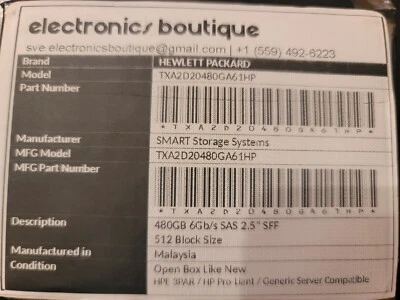 electronics boutique
sve.electronicsboutique@gmail.com | +1 (559) 492-6223
Brand HEWLETT PACKARD
Model TXA2D20480GA61HP
Part Number
*TXA2D20480GA61HP*
Manufacturer SMART Storage Systems
MFG Model TXA2D20480GA61HP
MFG Part Number
*TXA2D20480GA61HP*
Description 480GB 6Gb/s SAS 2.5" SFF
512 Block Size
Manufactured in Malaysia
Condition Open Box Like New
HPE 3PAR / HP Pro Liant / Generic Server Compatible